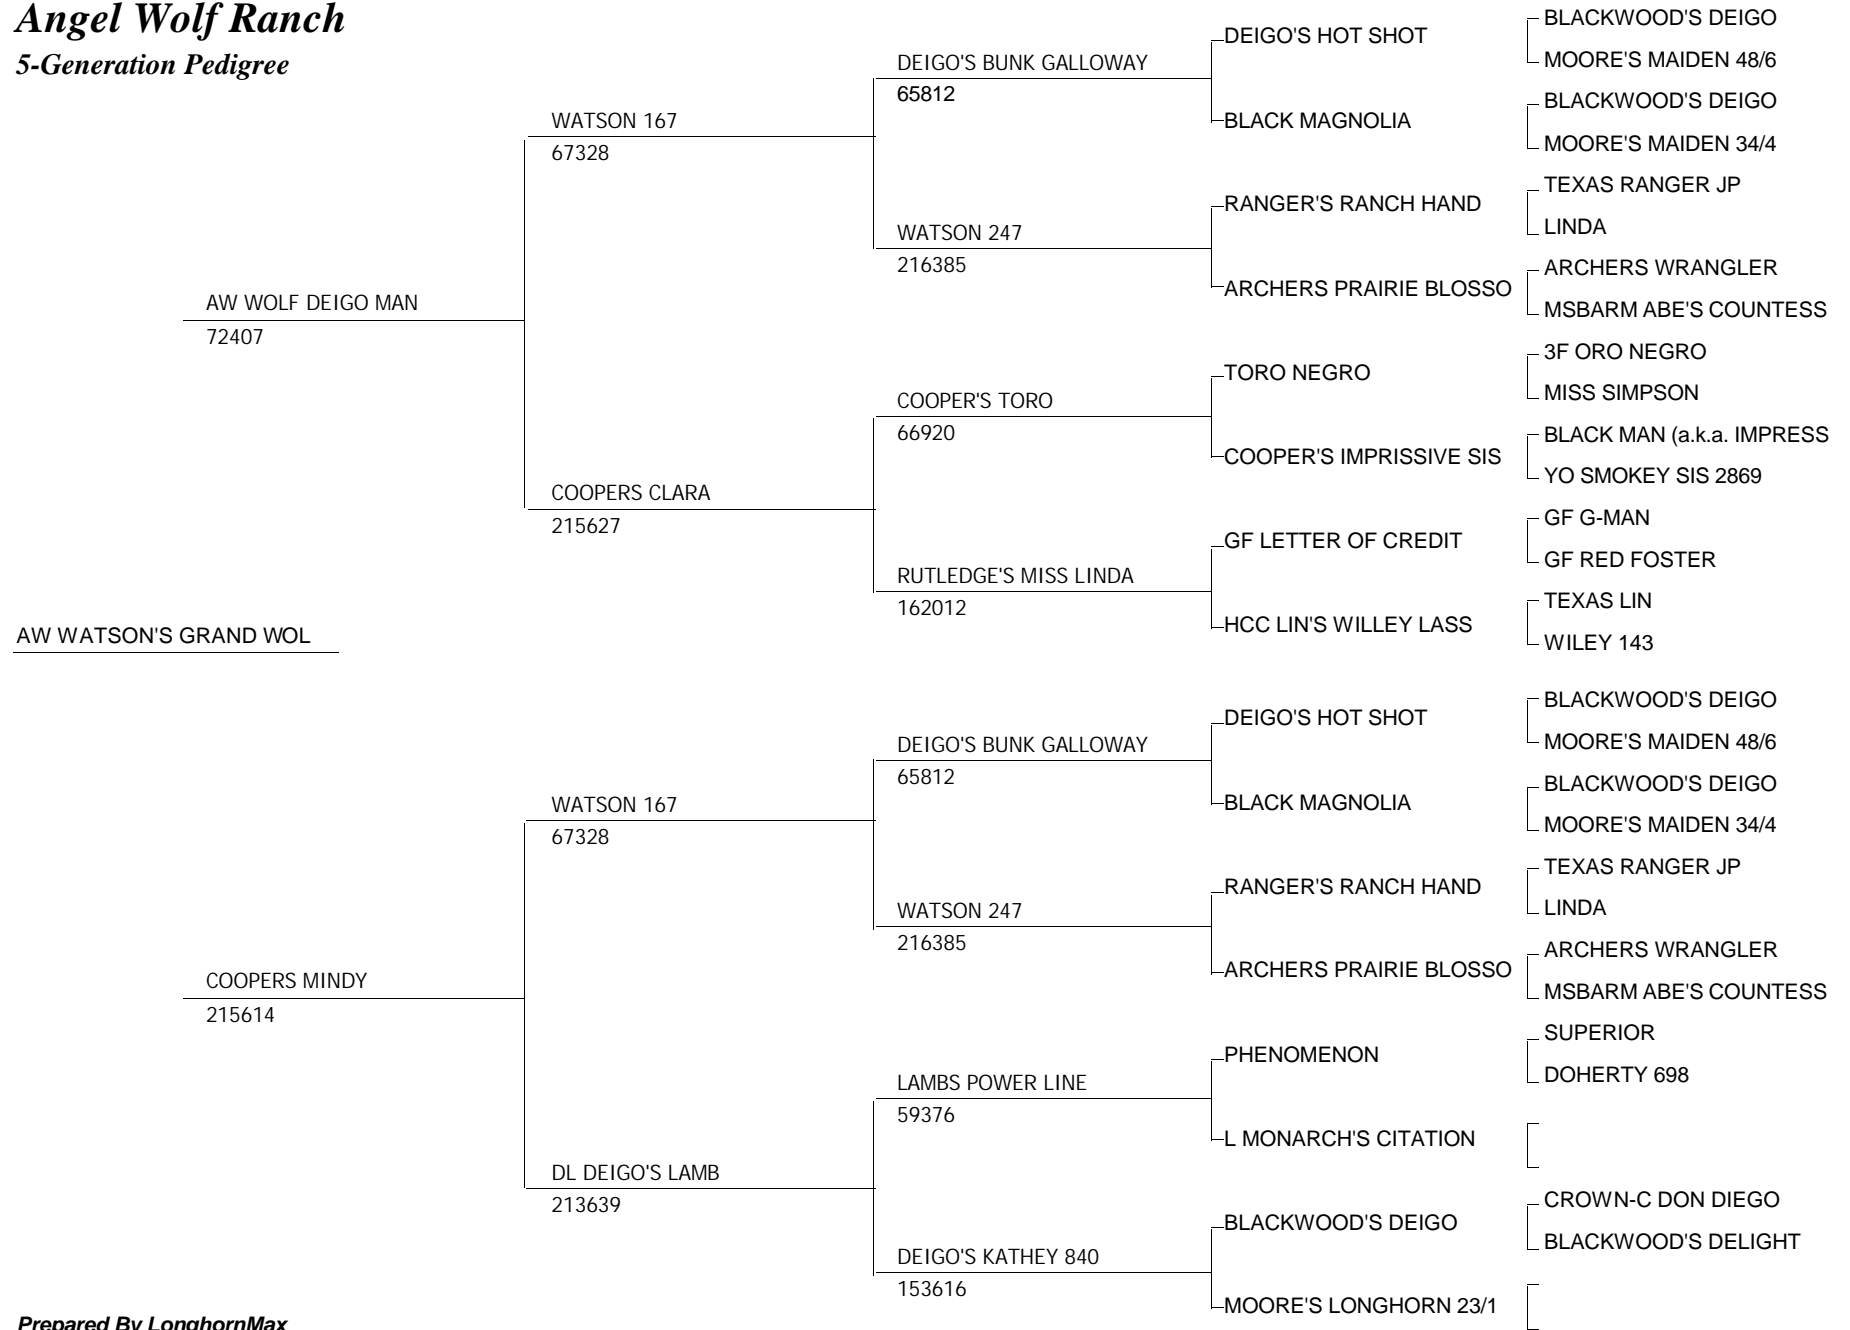 Angel Wolf Ranch
5-Generation Pedigree
AW WATSON'S GRAND WOL
AW WOLF DEIGO MAN
72407
COOPERS MINDY
215614
WATSON 167
67328
COOPERS CLARA
215627
WATSON 167
67328
DL DEIGO'S LAMB
213639
DEIGO'S BUNK GALLOWAY
65812
WATSON 247
216385
COOPER'S TORO
66920
RUTLEDGE'S MISS LINDA
162012
DEIGO'S BUNK GALLOWAY
65812
WATSON 247
216385
LAMBS POWER LINE
59376
DEIGO'S KATHEY 840
153616
DEIGO'S HOT SHOT
BLACK MAGNOLIA
RANGER'S RANCH HAND
ARCHERS PRAIRIE BLOSSO
TORO NEGRO
COOPER'S IMPRISSIVE SIS
GF LETTER OF CREDIT
HCC LIN'S WILLEY LASS
DEIGO'S HOT SHOT
BLACK MAGNOLIA
RANGER'S RANCH HAND
ARCHERS PRAIRIE BLOSSO
PHENOMENON
L MONARCH'S CITATION
BLACKWOOD'S DEIGO
MOORE'S LONGHORN 23/1
BLACKWOOD'S DEIGO
MOORE'S MAIDEN 48/6
BLACKWOOD'S DEIGO
MOORE'S MAIDEN 34/4
TEXAS RANGER JP
LINDA
ARCHERS WRANGLER
MSBARM ABE'S COUNTESS
3F ORO NEGRO
MISS SIMPSON
BLACK MAN (a.k.a. IMPRESS
YO SMOKEY SIS 2869
GF G-MAN
GF RED FOSTER
TEXAS LIN
WILEY 143
BLACKWOOD'S DEIGO
MOORE'S MAIDEN 48/6
BLACKWOOD'S DEIGO
MOORE'S MAIDEN 34/4
TEXAS RANGER JP
LINDA
ARCHERS WRANGLER
MSBARM ABE'S COUNTESS
SUPERIOR
DOHERTY 698
CROWN-C DON DIEGO
BLACKWOOD'S DELIGHT
Prepared By LonghornMax